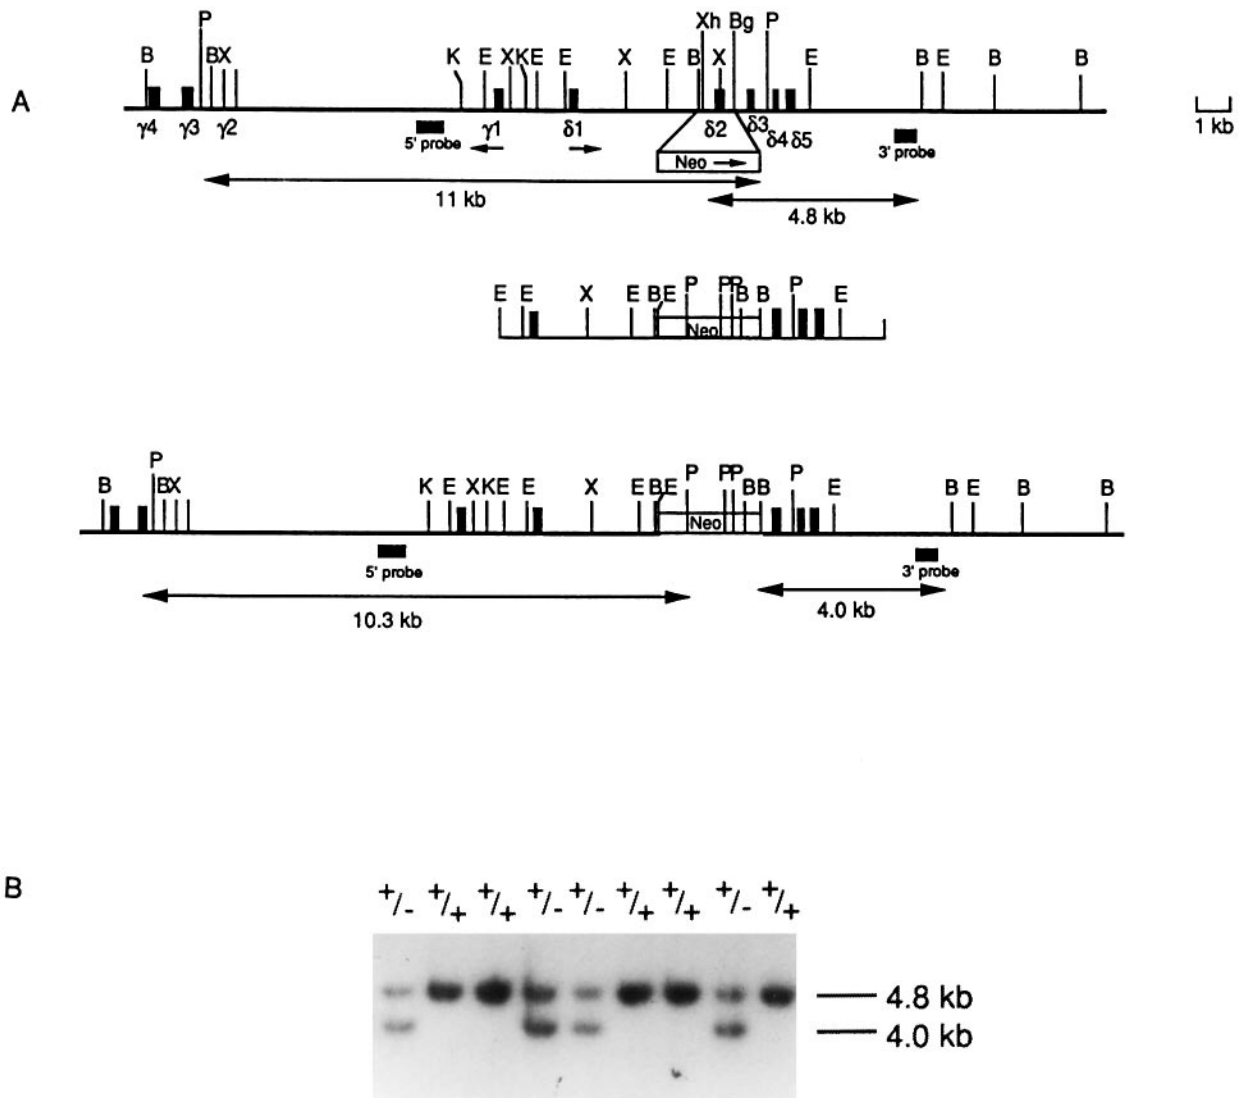 A
P Xh Bg P
B BX K E XKE E X E B X E B E B B
γ4 γ3 γ2 γ1 δ1 δ2 δ3 δ4 δ5
5' probe 3' probe
1 kb
Neo
11 kb
4.8 kb
P PP P
E E X E BE B B E
Neo
P P PP P
B BX K E XKE E X E BE BB E B E B B
Neo
5' probe 3' probe
10.3 kb
4.0 kb
B
+/- +/+ +/+ +/- +/- +/+ +/+ +/- +/+
4.8 kb
4.0 kb